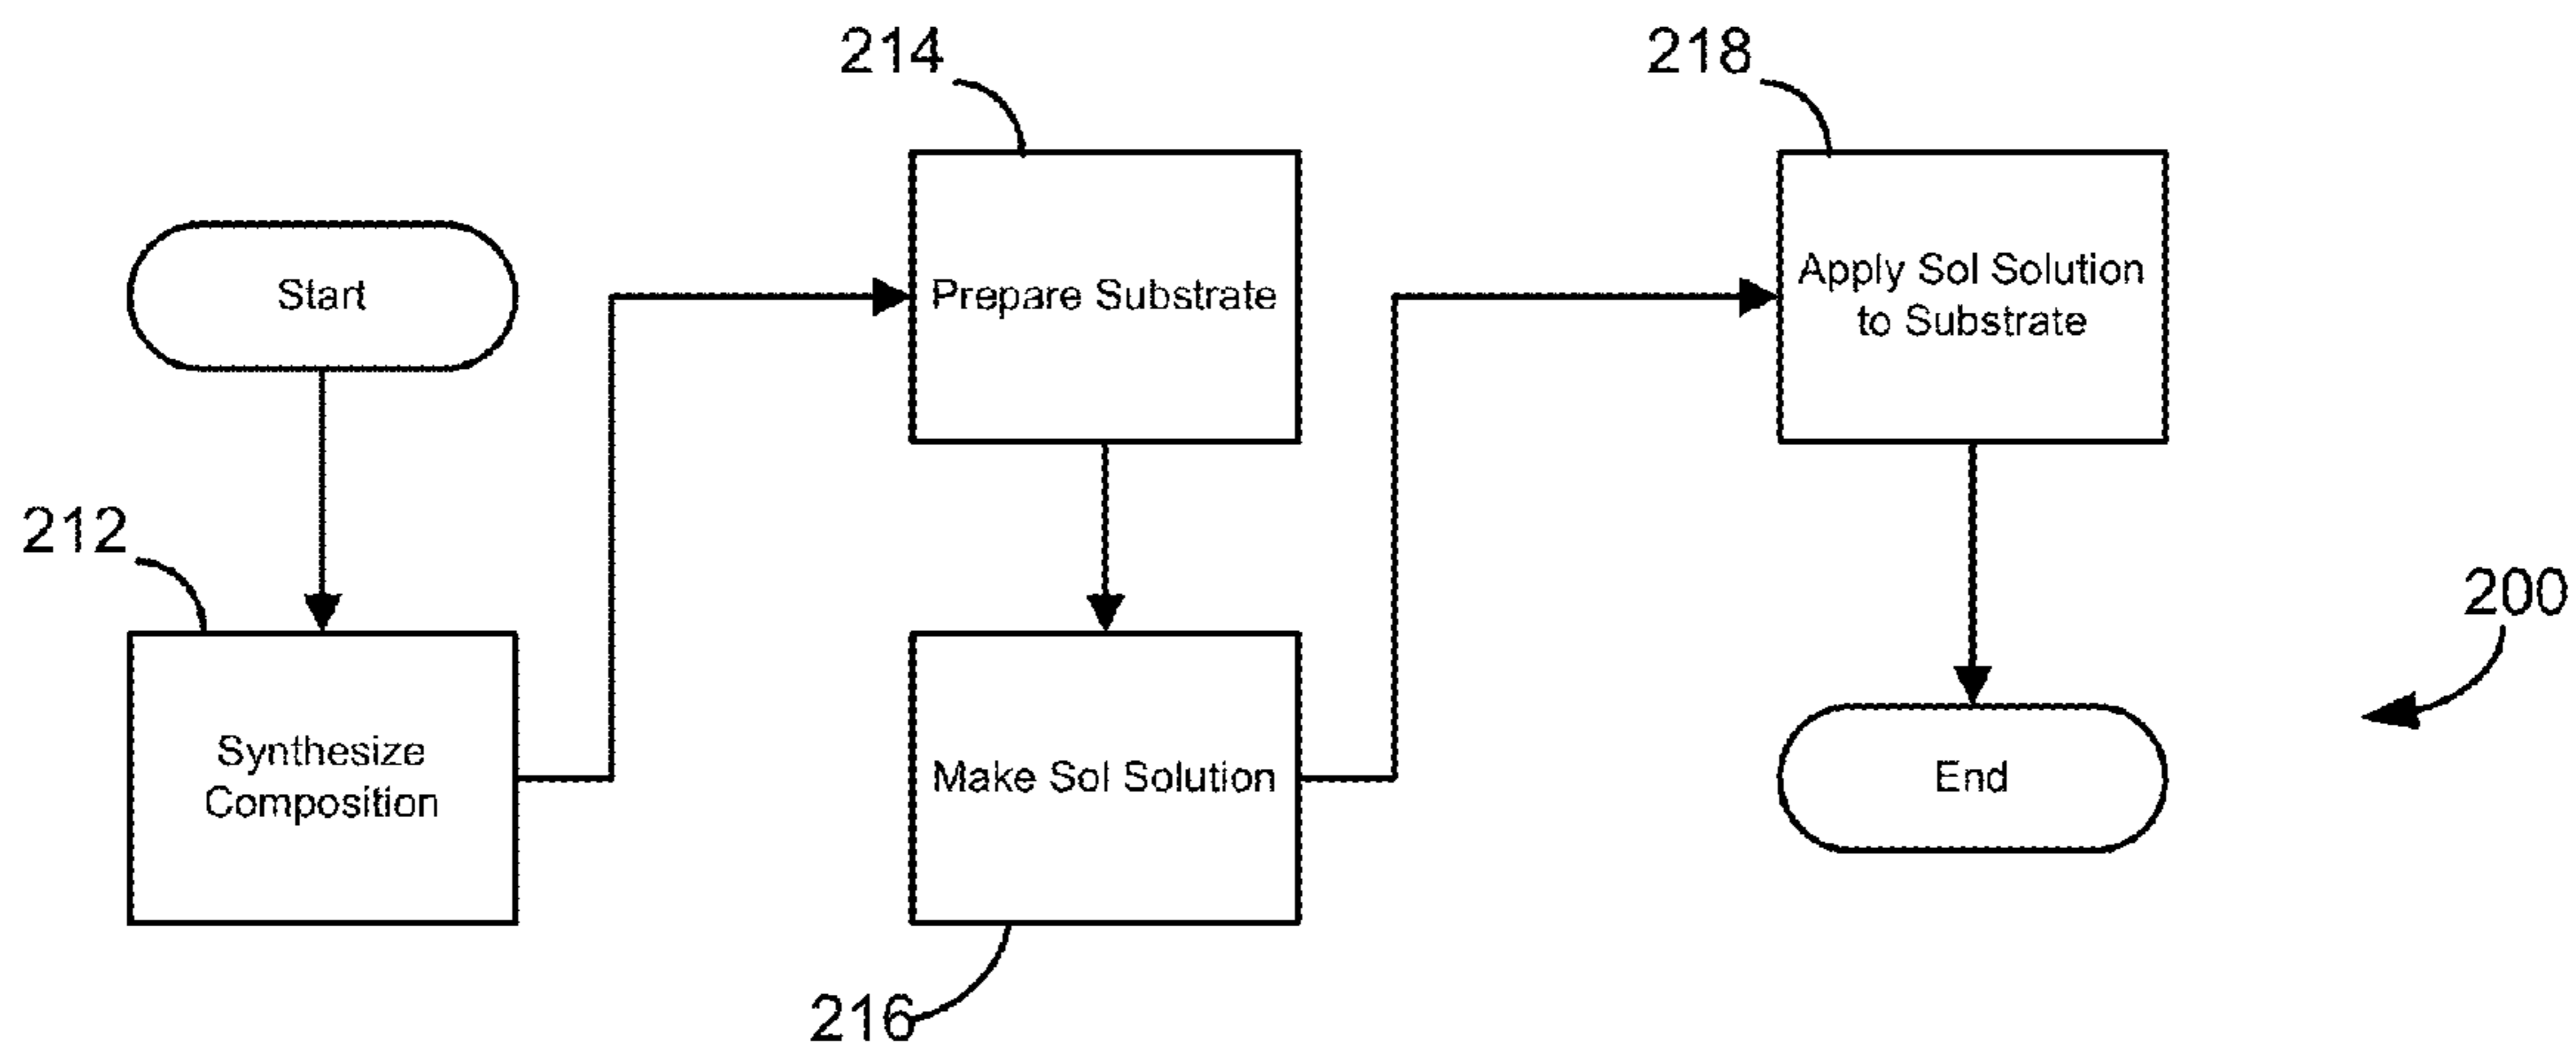 214
218
Start
Prepare Substrate
Apply Sol Solution
to Substrate
212
200
Synthesize
Composition
Make Sol Solution
End
216